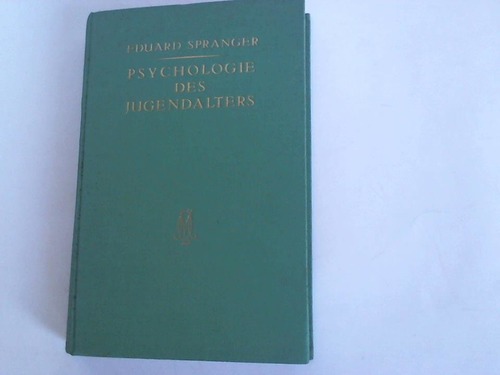 EDUARD SPRANGER
PSYCHOLOGIE
DES
JUGENDALTERS